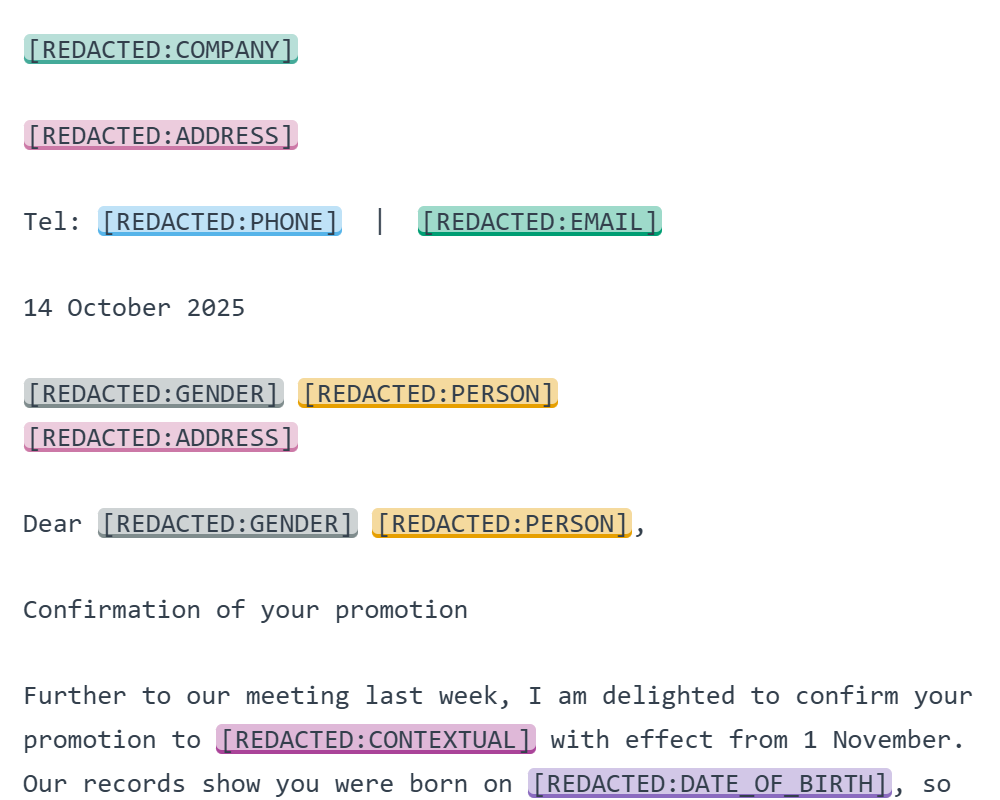 [REDACTED:COMPANY]
[REDACTED:ADDRESS]
Tel: [REDACTED:PHONE] | [REDACTED:EMAIL]
14 October 2025
[REDACTED:GENDER] [REDACTED:PERSON]
[REDACTED:ADDRESS]
Dear [REDACTED:GENDER] [REDACTED:PERSON],
Confirmation of your promotion
Further to our meeting last week, I am delighted to confirm your
promotion to [REDACTED:CONTEXTUAL] with effect from 1 November.
Our records show you were born on [REDACTED:DATE_OF_BIRTH], so